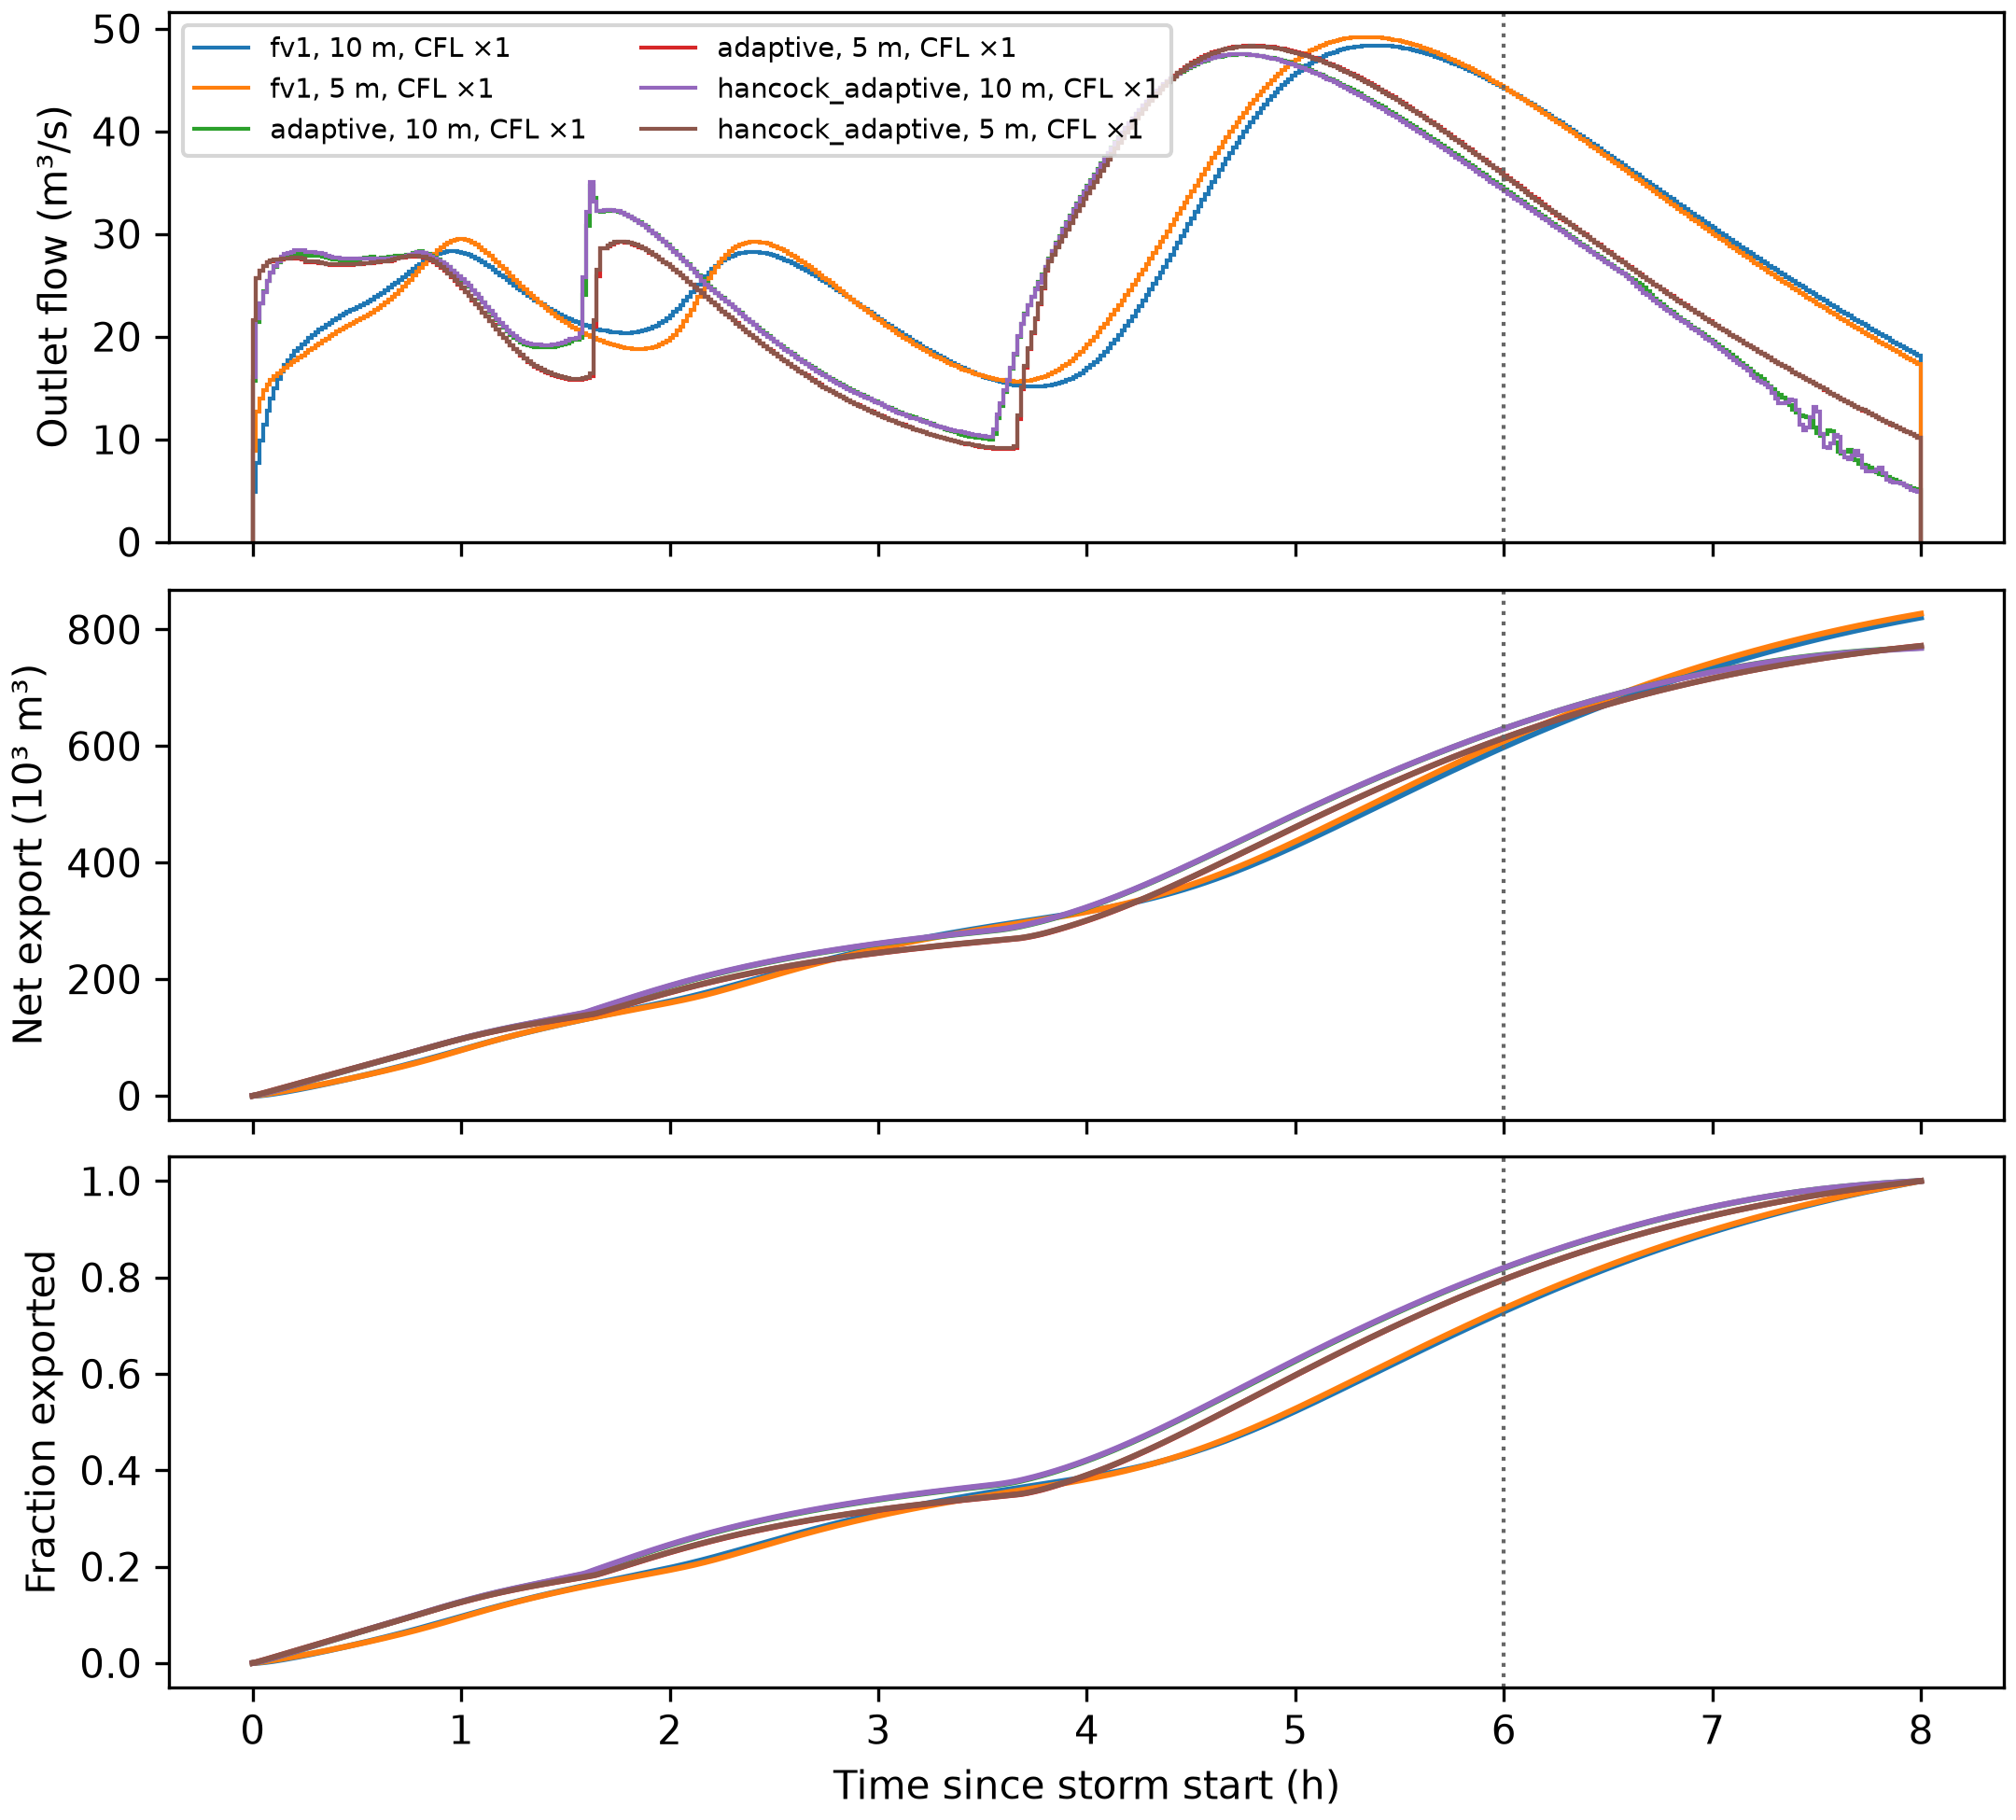 Outlet flow (m³/s)
50
40
30
20
10
0
fv1, 10 m, CFL ×1
fv1, 5 m, CFL ×1
adaptive, 10 m, CFL ×1
adaptive, 5 m, CFL ×1
hancock_adaptive, 10 m, CFL ×1
hancock_adaptive, 5 m, CFL ×1
Net export (10³ m³)
800
600
400
200
0
Fraction exported
1.0
0.8
0.6
0.4
0.2
0.0
0 1 2 3 4 5 6 7 8
Time since storm start (h)